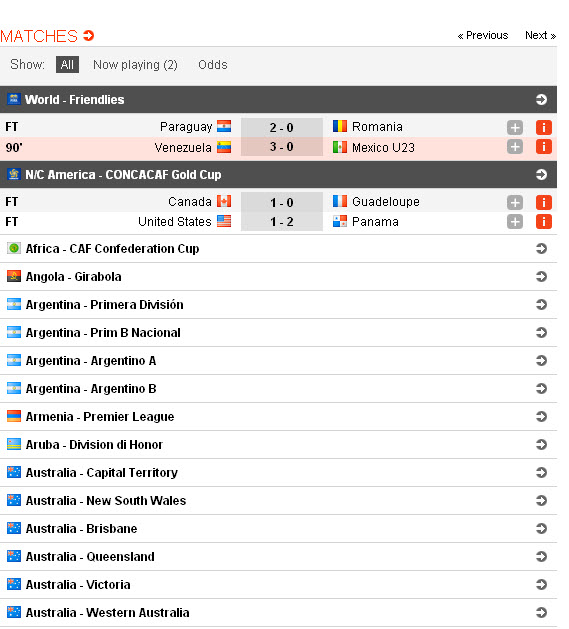 MATCHES « Previous Next »
Show: All Now playing (2) Odds
World - Friendlies
FT Paraguay 2 - 0 Romania
90' Venezuela 3 - 0 Mexico U23
N/C America - CONCACAF Gold Cup
FT Canada 1 - 0 Guadeloupe
FT United States 1 - 2 Panama
Africa - CAF Confederation Cup
Angola - Girabola
Argentina - Primera División
Argentina - Prim B Nacional
Argentina - Argentino A
Argentina - Argentino B
Armenia - Premier League
Aruba - Division di Honor
Australia - Capital Territory
Australia - New South Wales
Australia - Brisbane
Australia - Queensland
Australia - Victoria
Australia - Western Australia